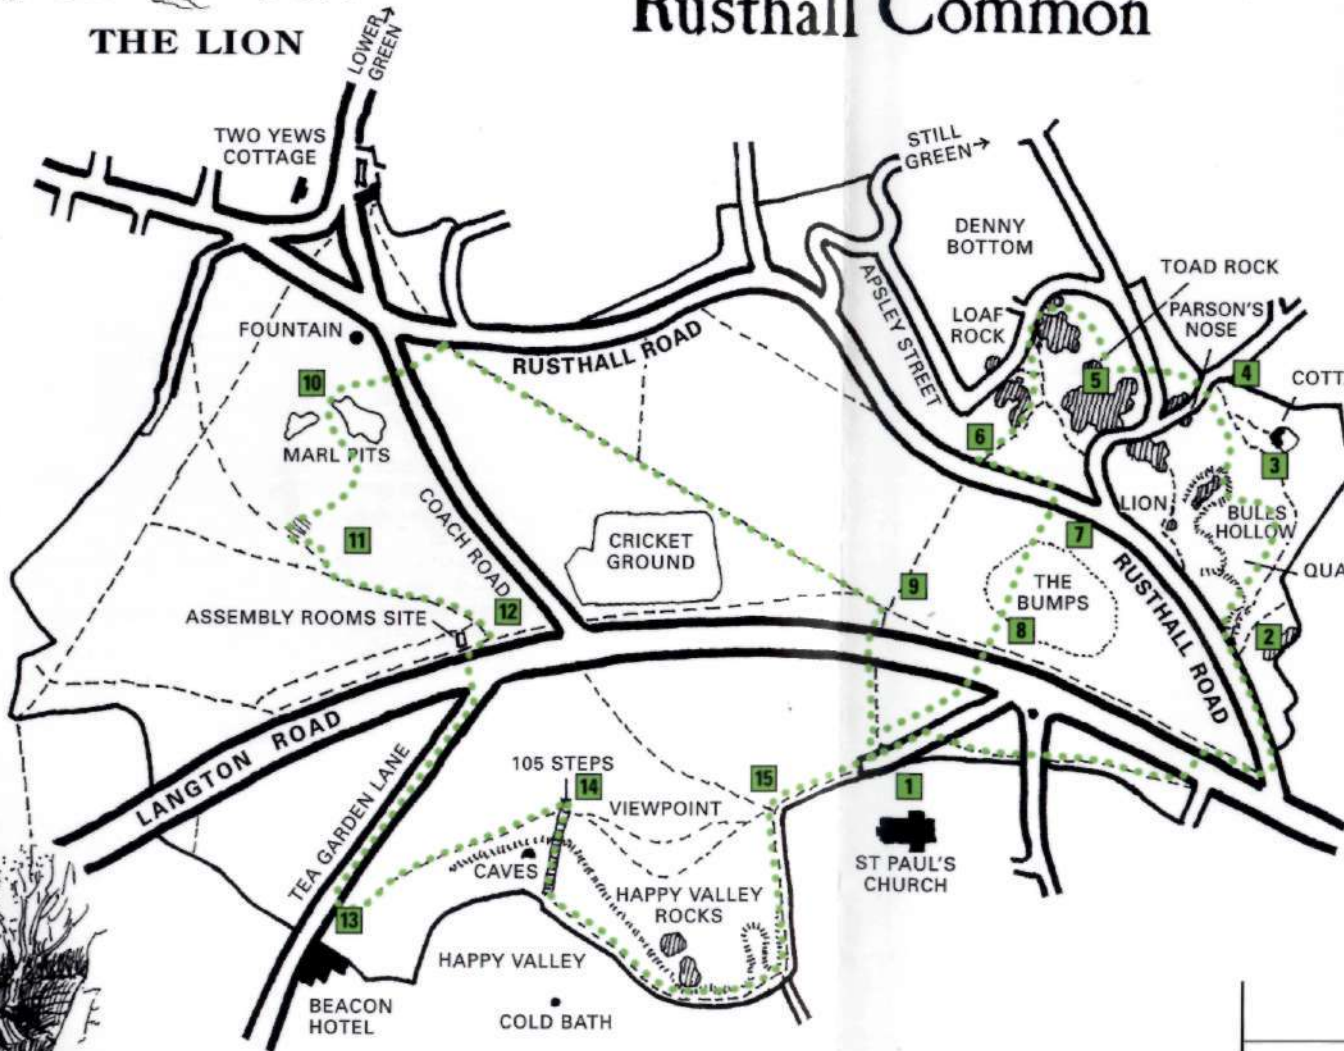 Rusthall Common
THE LION
LOWER
GREEN
TWO YEWS
COTTAGE
STILL
GREEN
DENNY
BOTTOM
TOAD ROCK
PARSON'S
NOSE
LOAF
ROCK
APSLEY STREET
FOUNTAIN
RUSTHALL ROAD
10
5
4
COTT
MARL PITS
6
3
COACH ROAD
LION
BULLS
HOLLOW
11
CRICKET
GROUND
7
QUA
THE
BUMPS
9
RUSTHALL ROAD
ASSEMBLY ROOMS SITE
12
8
2
LANGTON ROAD
TEA GARDEN LANE
105 STEPS
14
VIEWPOINT
15
1
CAVES
ST PAUL'S
CHURCH
HAPPY VALLEY
ROCKS
13
HAPPY VALLEY
BEACON
HOTEL
COLD BATH